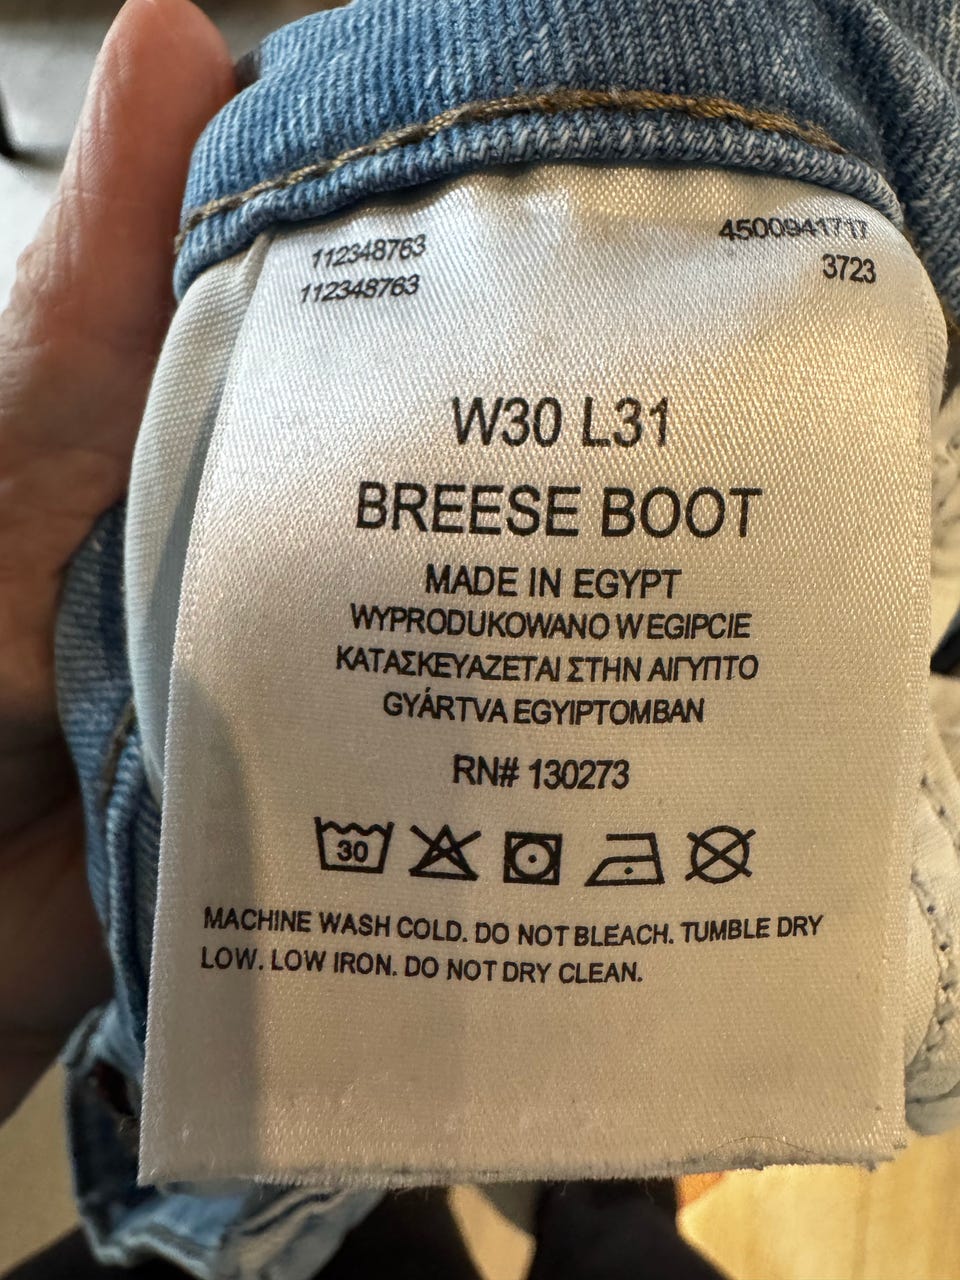 112348763
112348763
4500941717
3723
W30 L31
BREESE BOOT
MADE IN EGYPT
WYPRODUKOWANO W EGIPCIE
ΚΑΤΑΣΚΕΥΑΖΕΤΑΙ ΣΤΗΝ ΑΙΓΥΠΤΟ
GYÁRTVA EGYIPTOMBAN
RN# 130273
30
MACHINE WASH COLD. DO NOT BLEACH. TUMBLE DRY
LOW. LOW IRON. DO NOT DRY CLEAN.